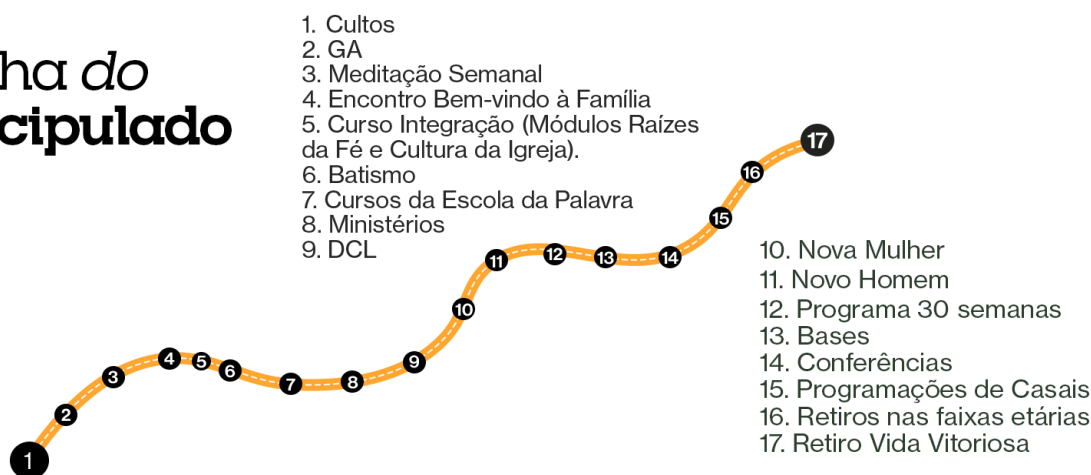 ha do
cipulado
1. Cultos
2. GA
3. Meditação Semanal
4. Encontro Bem-vindo à Família
5. Curso Integração (Módulos Raízes
da Fé e Cultura da Igreja).
6. Batismo
7. Cursos da Escola da Palavra
8. Ministérios
9. DCL
10. Nova Mulher
11. Novo Homem
12. Programa 30 semanas
13. Bases
14. Conferências
15. Programações de Casais
16. Retiros nas faixas etárias
17. Retiro Vida Vitoriosa
1
2
3
4
5
6
7
8
9
10
11
12
13
14
15
16
17